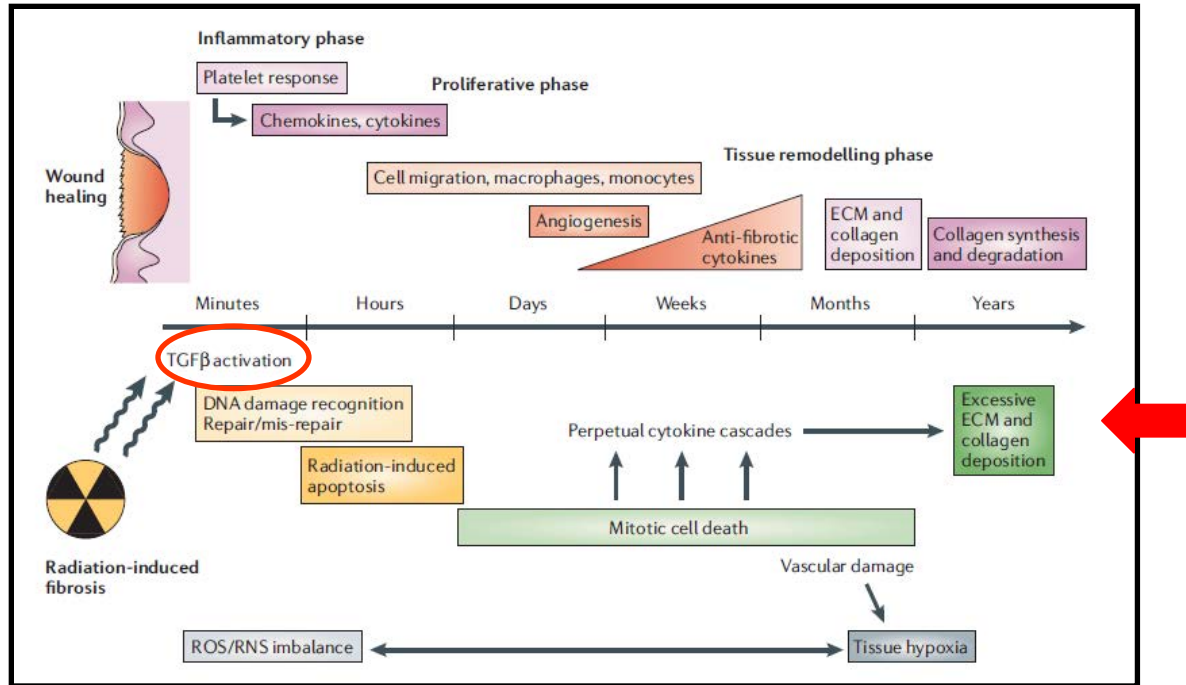 Inflammatory phase
Platelet response
Proliferative phase
Chemokines, cytokines
Tissue remodelling phase
Wound
healing
Cell migration, macrophages, monocytes
Angiogenesis
Anti-fibrotic
cytokines
ECM and
collagen
deposition
Collagen synthesis
and degradation
Minutes
Hours
Days
Weeks
Months
Years
TGFβ activation
DNA damage recognition
Repair/mis-repair
Radiation-induced
apoptosis
Perpetual cytokine cascades
Excessive
ECM and
collagen
deposition
Mitotic cell death
Radiation-induced
fibrosis
Vascular damage
ROS/RNS imbalance
Tissue hypoxia